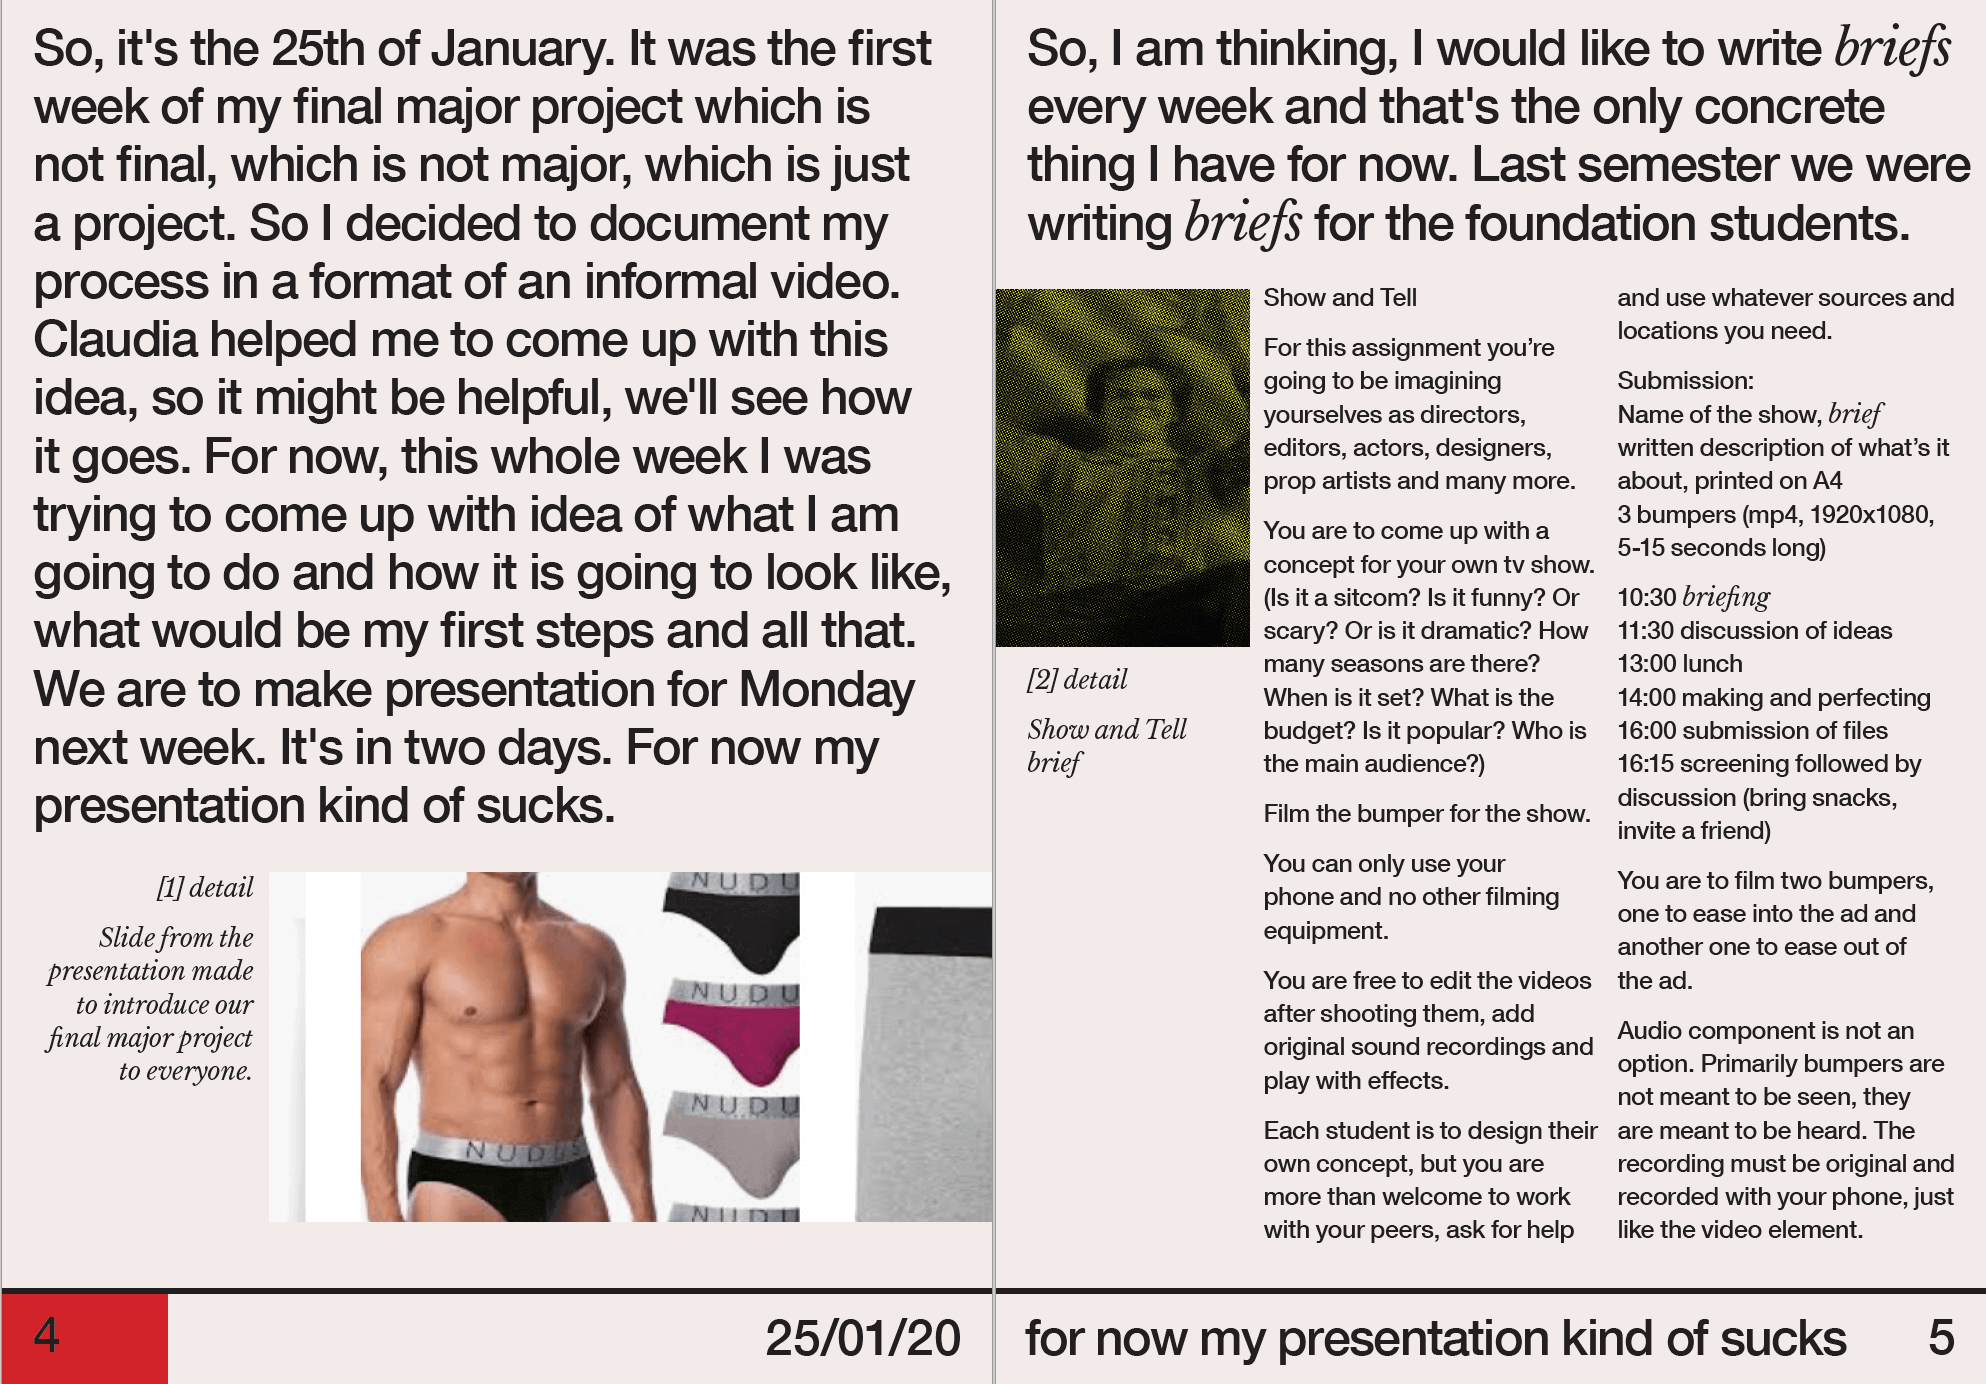 So, it's the 25th of January. It was the first
week of my final major project which is
not final, which is not major, which is just
a project. So I decided to document my
process in a format of an informal video.
Claudia helped me to come up with this
idea, so it might be helpful, we'll see how
it goes. For now, this whole week I was
trying to come up with idea of what I am
going to do and how it is going to look like,
what would be my first steps and all that.
We are to make presentation for Monday
next week. It's in two days. For now my
presentation kind of sucks.
[1] detail
Slide from the
presentation made
to introduce our
final major project
to everyone.
NUDU
NUDU
NUDU
NUDU
NUDUS
4
25/01/20
So, I am thinking, I would like to write briefs
every week and that's the only concrete
thing I have for now. Last semester we were
writing briefs for the foundation students.
[2] detail
Show and Tell
brief
Show and Tell
For this assignment you’re
going to be imagining
yourselves as directors,
editors, actors, designers,
prop artists and many more.
You are to come up with a
concept for your own tv show.
(Is it a sitcom? Is it funny? Or
scary? Or is it dramatic? How
many seasons are there?
When is it set? What is the
budget? Is it popular? Who is
the main audience?)
Film the bumper for the show.
You can only use your
phone and no other filming
equipment.
You are free to edit the videos
after shooting them, add
original sound recordings and
play with effects.
Each student is to design their
own concept, but you are
more than welcome to work
with your peers, ask for help
and use whatever sources and
locations you need.
Submission:
Name of the show, brief
written description of what’s it
about, printed on A4
3 bumpers (mp4, 1920x1080,
5-15 seconds long)
10:30 briefing
11:30 discussion of ideas
13:00 lunch
14:00 making and perfecting
16:00 submission of files
16:15 screening followed by
discussion (bring snacks,
invite a friend)
You are to film two bumpers,
one to ease into the ad and
another one to ease out of
the ad.
Audio component is not an
option. Primarily bumpers are
not meant to be seen, they
are meant to be heard. The
recording must be original and
recorded with your phone, just
like the video element.
for now my presentation kind of sucks
5